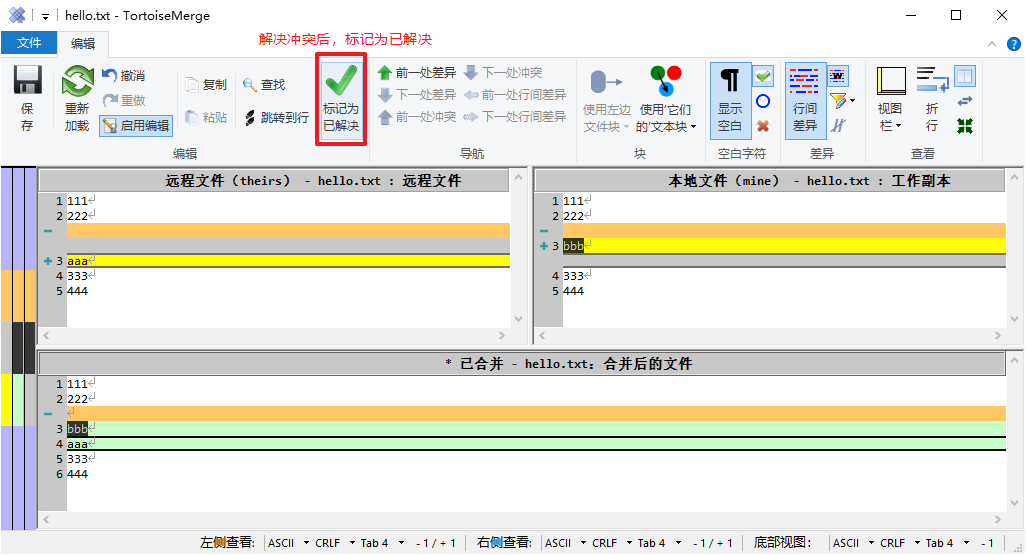 hello.txt - TortoiseMerge
文件 编辑 解决冲突后，标记为已解决
保存
重新加载
撤消
重做
启用编辑
复制
粘贴
查找
跳转到行
标记为已解决
前一处差异 下一处冲突
下一处差异 前一处行间差异
前一处冲突 下一处行间差异
使用左边文件块
使用'它们的'文本块
显示空白
行间差异
视图栏
折行
编辑 导航 块 空白字符 差异 查看
远程文件（theirs） - hello.txt : 远程文件
1 111
2 222
3 aaa
4 333
5 444
本地文件（mine） - hello.txt : 工作副本
1 111
2 222
3 bbb
4 333
5 444
* 已合并 - hello.txt: 合并后的文件
1 111
2 222
3 bbb
4 aaa
5 333
6 444
左侧查看: ASCII CRLF Tab 4 - 1 / + 1 右侧查看: ASCII CRLF Tab 4 - 1 / + 1 底部视图: ASCII CRLF Tab 4 - 1